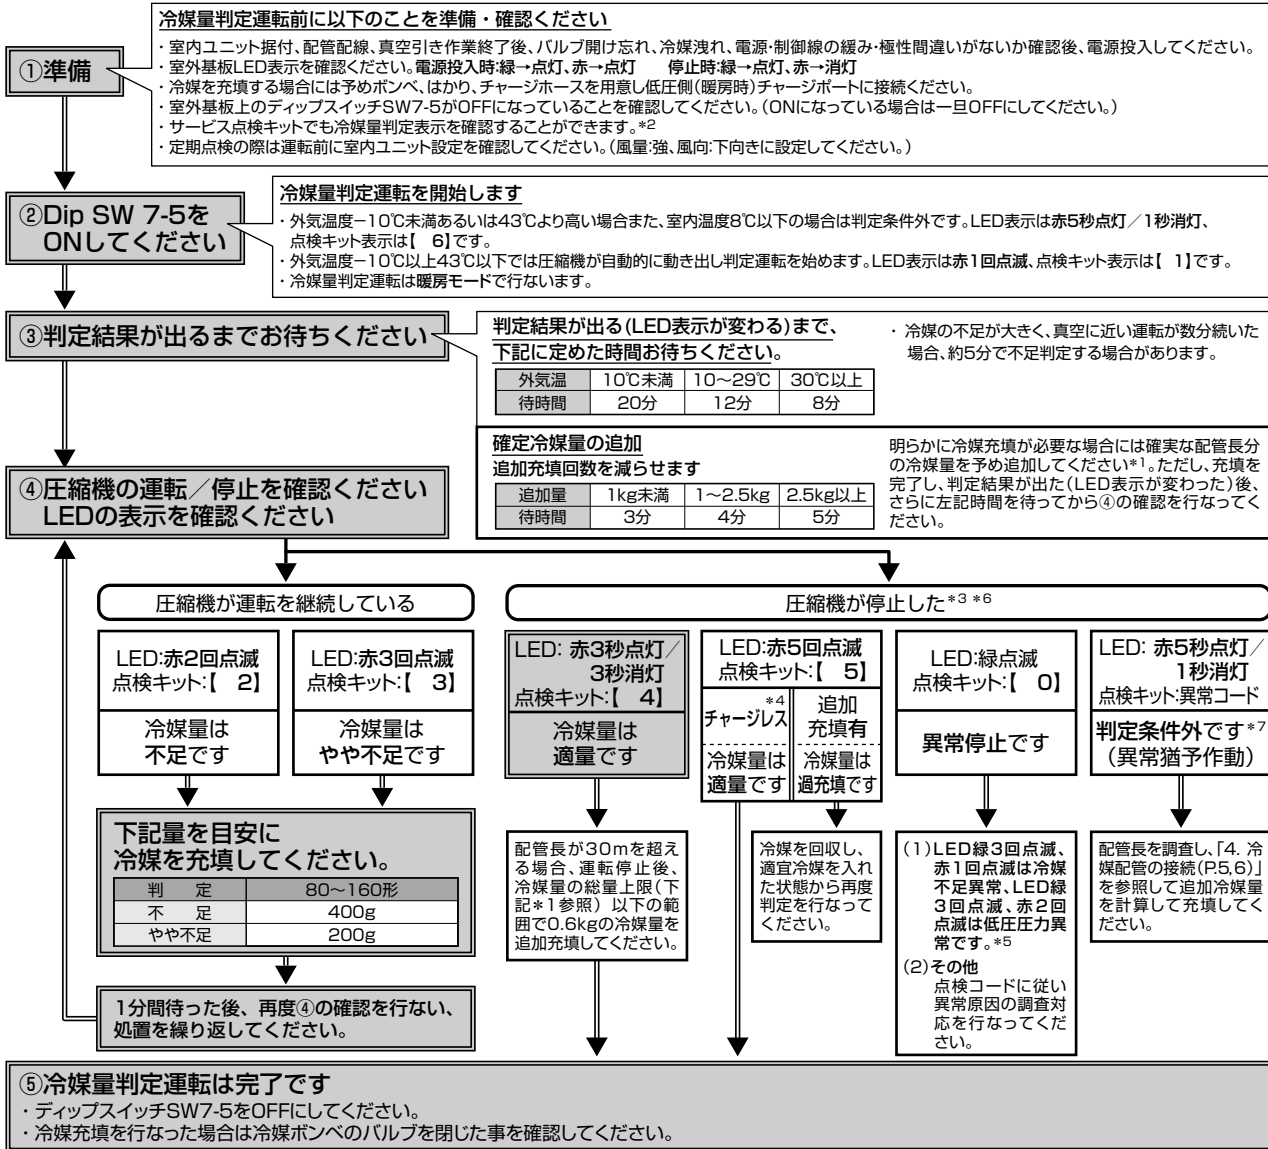 冷媒量判定運転前に以下のことを準備・確認ください
①準備
・室内ユニット据付、配管配線、真空引き作業終了後、バルブ開け忘れ、冷媒洩れ、電源・制御線の緩み・極性間違いがないか確認後、電源投入してください。
・室外基板LED表示を確認ください。電源投入時:緑→点灯、赤→点灯　停止時:緑→点灯、赤→消灯
・冷媒を充填する場合には予めボンベ、はかり、チャージホースを用意し低圧側(暖房時)チャージポートに接続ください。
・室外基板上のディップスイッチSW7-5がOFFになっていることを確認してください。(ONになっている場合は一旦OFFにしてください。)
・サービス点検キットでも冷媒量判定表示を確認することができます。*2
・定期点検の際は運転前に室内ユニット設定を確認してください。(風量:強、風向:下向きに設定してください。)
②Dip SW 7-5を
ONしてください
冷媒量判定運転を開始します
・外気温度−10℃未満あるいは43℃より高い場合また、室内温度8℃以下の場合は判定条件外です。LED表示は赤5秒点灯／1秒消灯、
点検キット表示は【　6】です。
・外気温度−10℃以上43℃以下では圧縮機が自動的に動き出し判定運転を始めます。LED表示は赤1回点滅、点検キット表示は【　1】です。
・冷媒量判定運転は暖房モードで行ないます。
③判定結果が出るまでお待ちください
判定結果が出る(LED表示が変わる)まで、
下記に定めた時間お待ちください。
外気温 10℃未満 10〜29℃ 30℃以上
待時間 20分 12分 8分
・ 冷媒の不足が大きく、真空に近い運転が数分続いた
場合、約5分で不足判定する場合があります。
④圧縮機の運転／停止を確認ください
LEDの表示を確認ください
確定冷媒量の追加
追加充填回数を減らせます
追加量 1kg未満 1〜2.5kg 2.5kg以上
待時間 3分 4分 5分
明らかに冷媒充填が必要な場合には確実な配管長分
の冷媒量を予め追加してください*1。ただし、充填を
完了し、判定結果が出た(LED表示が変わった)後、
さらに左記時間を待ってから④の確認を行なってく
ださい。
圧縮機が運転を継続している
LED:赤2回点滅
点検キット:【　2】
冷媒量は
不足です
LED:赤3回点滅
点検キット:【　3】
冷媒量は
やや不足です
下記量を目安に
冷媒を充填してください。
判　定 80〜160形
不　足 400g
やや不足 200g
1分間待った後、再度④の確認を行ない、
処置を繰り返してください。
圧縮機が停止した*3 *6
LED: 赤3秒点灯／
3秒消灯
点検キット:【　4】
冷媒量は
適量です
配管長が30mを超え
る場合、運転停止後、
冷媒量の総量上限(下
記*1参照) 以下の範
囲で0.6kgの冷媒量を
追加充填してください。
LED:赤5回点滅
点検キット:【　5】
*4
チャージレス
冷媒量は
適量です
追加
充填有
冷媒量は
過充填です
冷媒を回収し、
適宜冷媒を入れ
た状態から再度
判定を行なって
ください。
LED:緑点滅
点検キット:【　0】
異常停止です
(1)LED緑3回点滅、
赤1回点滅は冷媒
不足異常、LED緑
3回点滅、赤2回
点滅は低圧圧力異
常です。*5
(2)その他
点検コードに従い
異常原因の調査対
応を行なってくだ
さい。
LED: 赤5秒点灯／
1秒消灯
点検キット:異常コード
判定条件外です*7
(異常猶予作動)
配管長を調査し、「4. 冷
媒配管の接続(P.5,6)」
を参照して追加冷媒量
を計算して充填してく
ださい。
⑤冷媒量判定運転は完了です
・ディップスイッチSW7-5をOFFにしてください。
・冷媒充填を行なった場合は冷媒ボンベのバルブを閉じた事を確認してください。